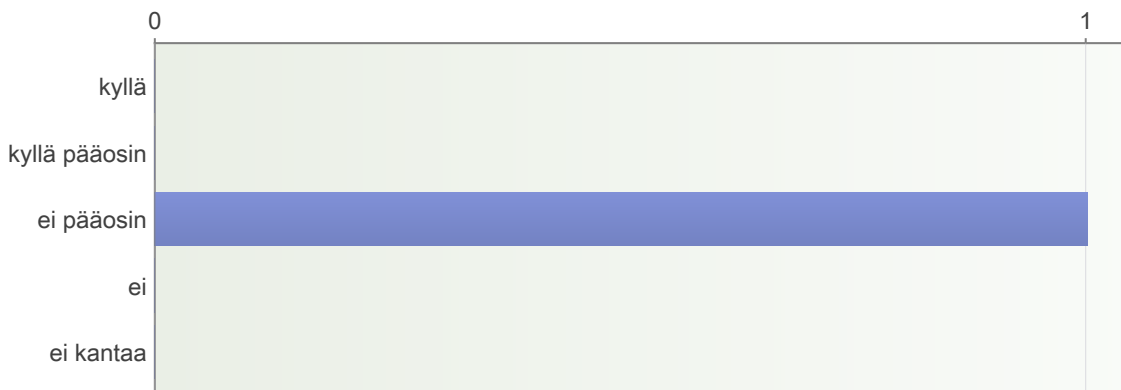 0 1
kyllä
kyllä pääosin
ei pääosin
ei
ei kantaa